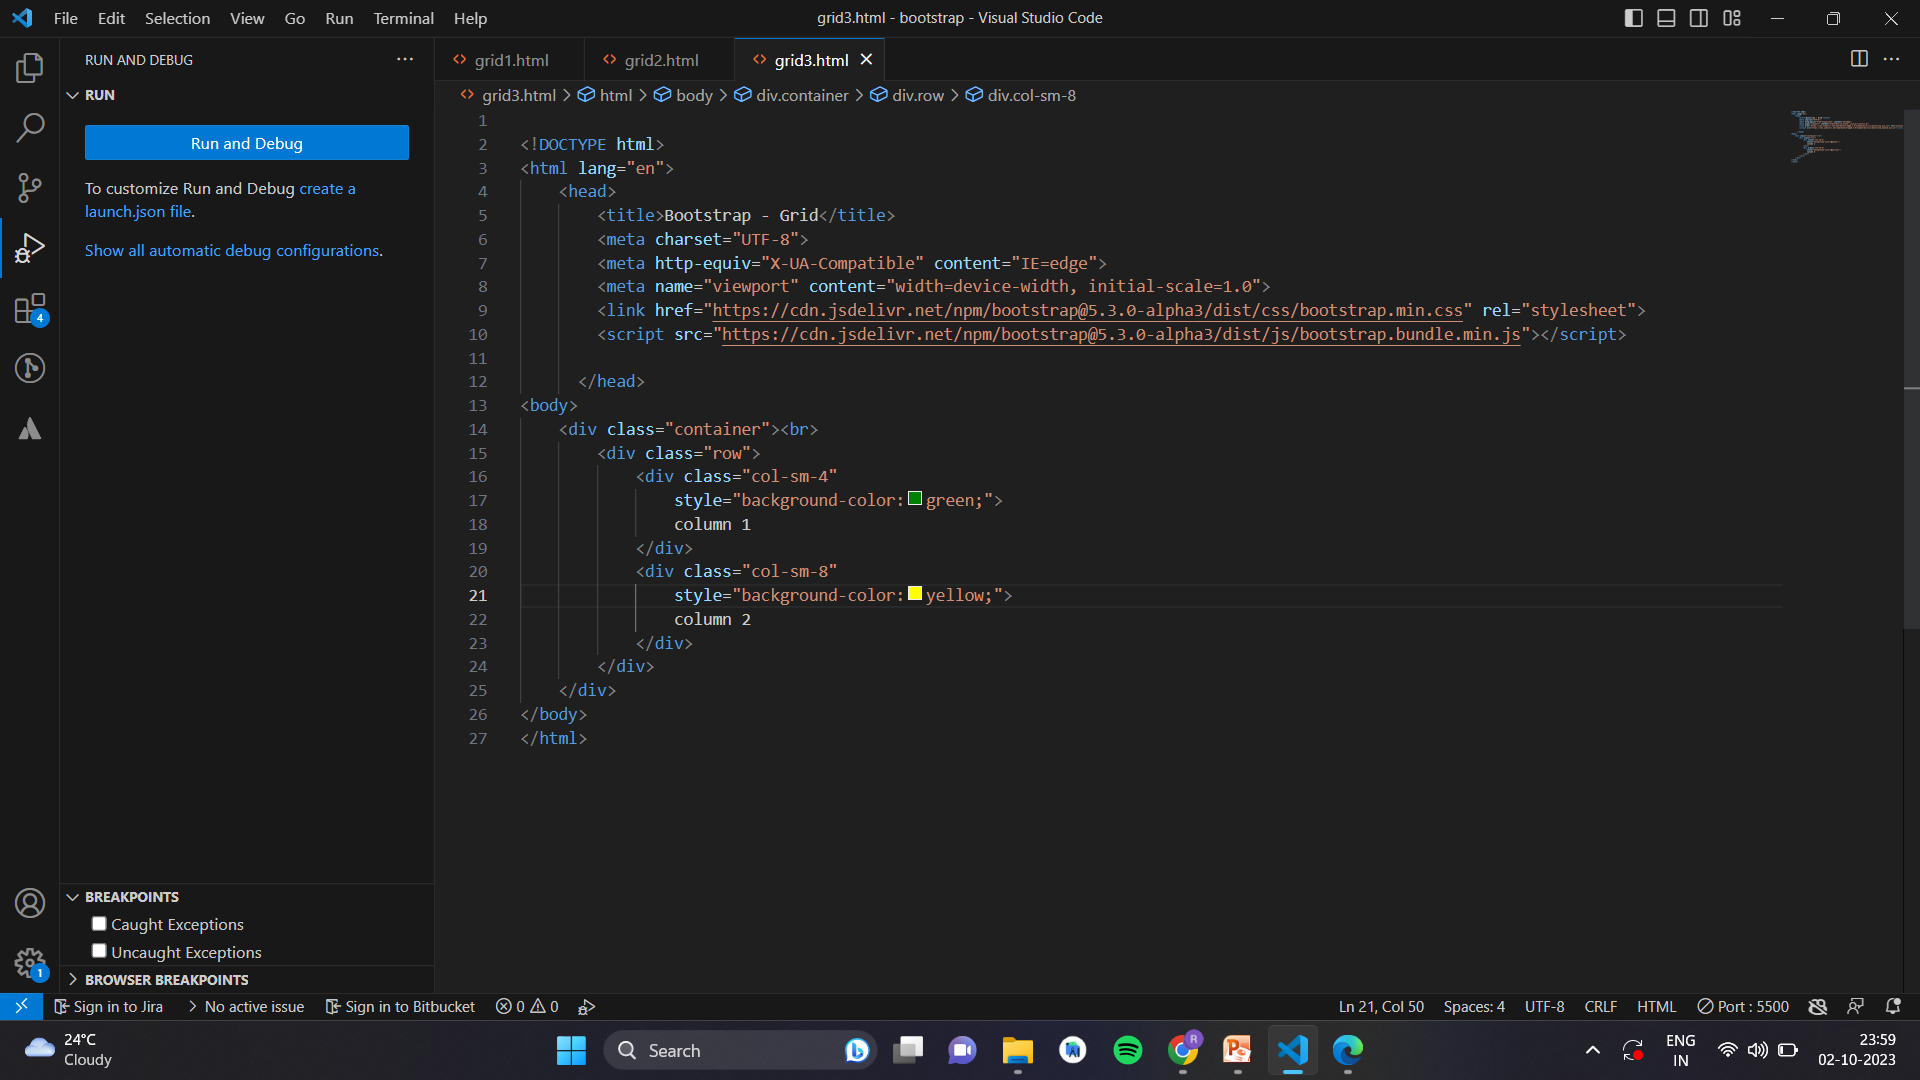 File Edit Selection View Go Run Terminal Help
grid3.html - bootstrap - Visual Studio Code
RUN AND DEBUG
RUN
Run and Debug
To customize Run and Debug create a
launch.json file.
Show all automatic debug configurations.
4
BREAKPOINTS
Caught Exceptions
Uncaught Exceptions
1
BROWSER BREAKPOINTS
grid1.html grid2.html grid3.html
grid3.html > html > body > div.container > div.row > div.col-sm-8
1
2 <!DOCTYPE html>
3 <html lang="en">
4 <head>
5 <title>Bootstrap - Grid</title>
6 <meta charset="UTF-8">
7 <meta http-equiv="X-UA-Compatible" content="IE=edge">
8 <meta name="viewport" content="width=device-width, initial-scale=1.0">
9 <link href="https://cdn.jsdelivr.net/npm/bootstrap@5.3.0-alpha3/dist/css/bootstrap.min.css" rel="stylesheet">
10 <script src="https://cdn.jsdelivr.net/npm/bootstrap@5.3.0-alpha3/dist/js/bootstrap.bundle.min.js"></script>
11
12 </head>
13 <body>
14 <div class="container"><br>
15 <div class="row">
16 <div class="col-sm-4"
17 style="background-color:green;">
18 column 1
19 </div>
20 <div class="col-sm-8"
21 style="background-color:yellow;">
22 column 2
23 </div>
24 </div>
25 </div>
26 </body>
27 </html>
Sign in to Jira > No active issue Sign in to Bitbucket 0 0
Ln 21, Col 50 Spaces: 4 UTF-8 CRLF HTML Port : 5500
24°C
Cloudy
Search
R
ENG
IN
23:59
02-10-2023